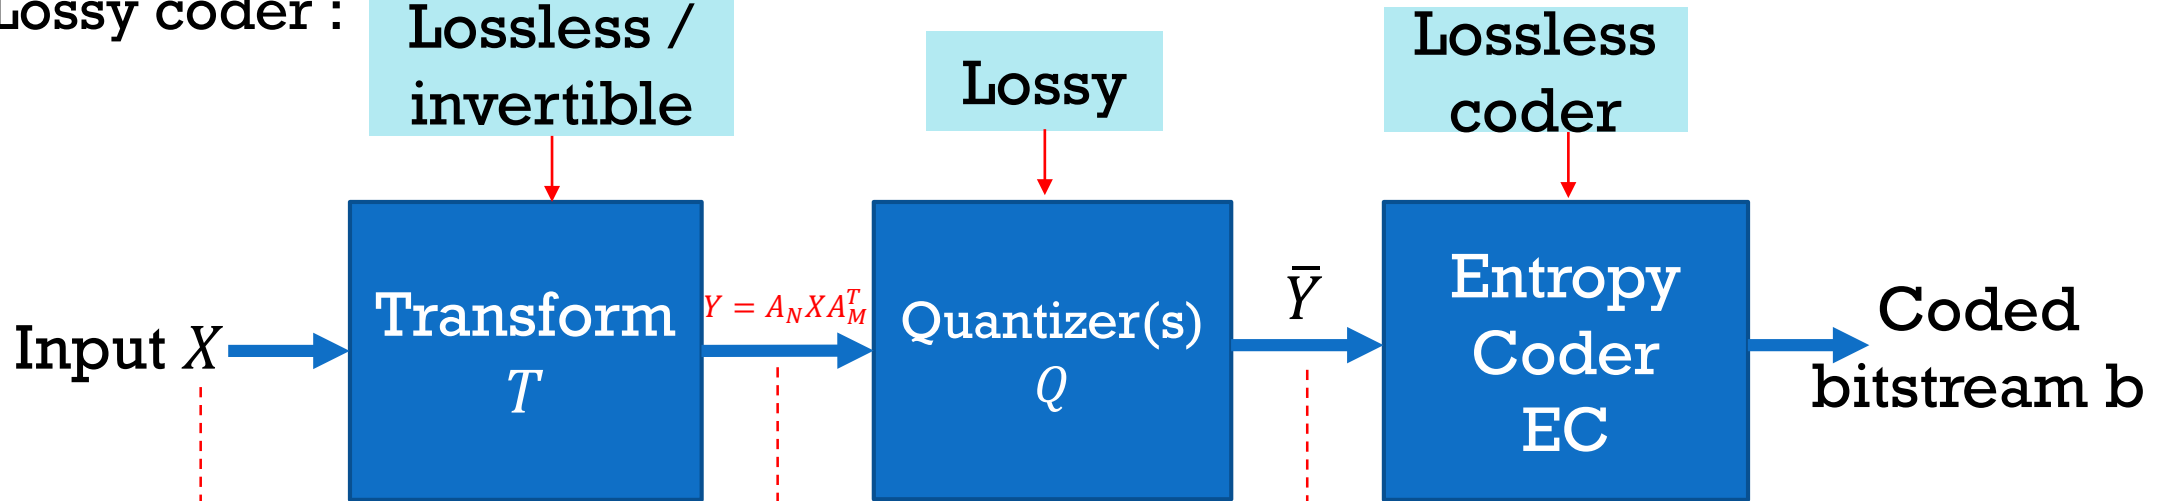 Lossy coder :
Lossless /
invertible
Lossy
Lossless
coder
Input X
Transform
T
Y = A_N X A_M^T
Quantizer(s)
Q
Y̅
Entropy
Coder
EC
Coded
bitstream b